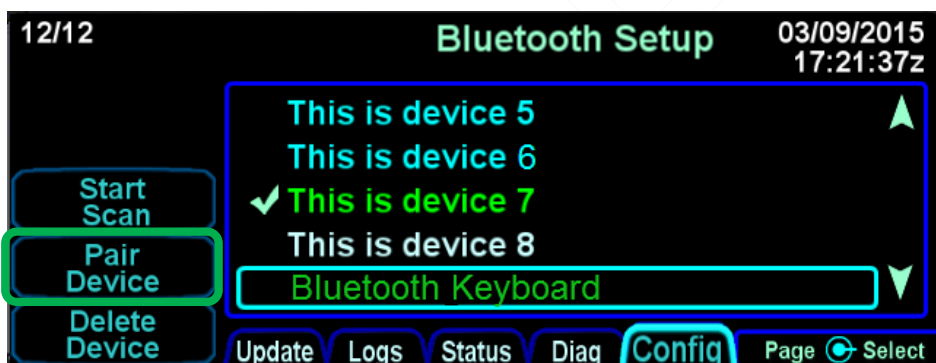 12/12
Bluetooth Setup
03/09/2015
17:21:37z
This is device 5
This is device 6
This is device 7
This is device 8
Bluetooth Keyboard
Start
Scan
Pair
Device
Delete
Device
Update
Logs
Status
Diag
Config
Page
Select